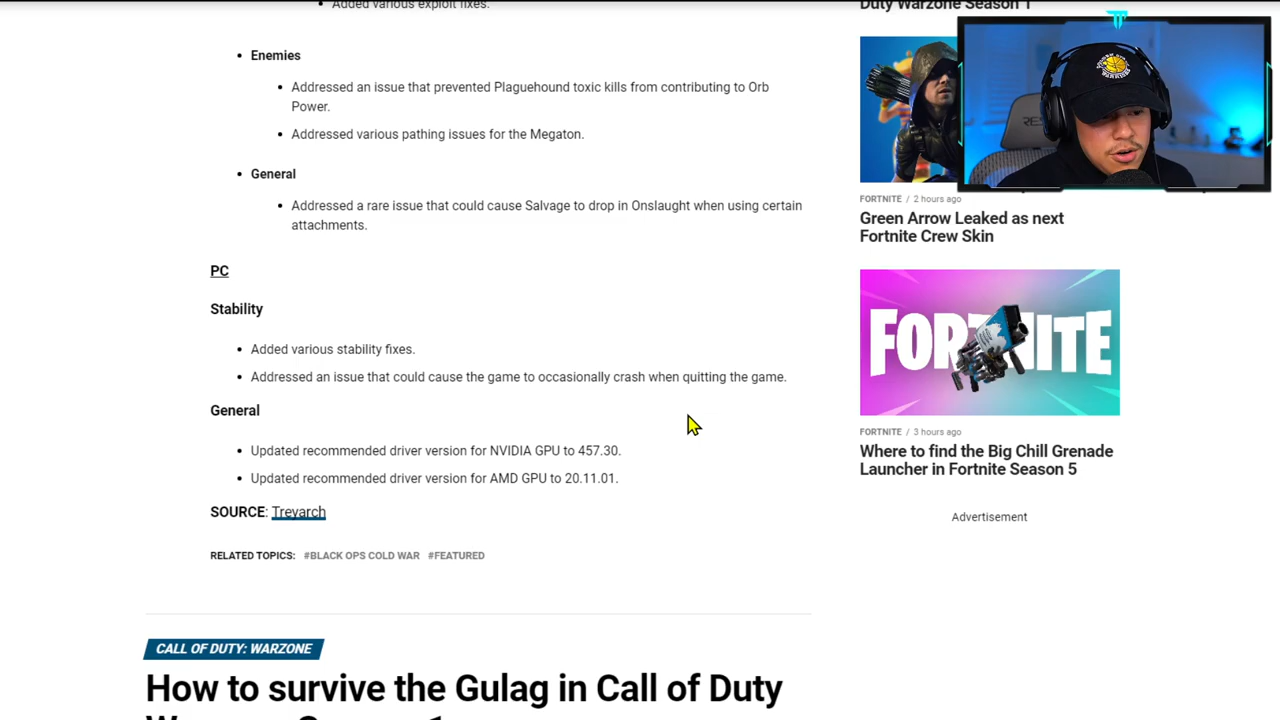 Added various exploit fixes.
Enemies
Addressed an issue that prevented Plaguehound toxic kills from contributing to Orb
Power.
Addressed various pathing issues for the Megaton.
General
Addressed a rare issue that could cause Salvage to drop in Onslaught when using certain
attachments.
PC
Stability
Added various stability fixes.
Addressed an issue that could cause the game to occasionally crash when quitting the game.
General
Updated recommended driver version for NVIDIA GPU to 457.30.
Updated recommended driver version for AMD GPU to 20.11.01.
SOURCE: Treyarch
RELATED TOPICS: #BLACK OPS COLD WAR #FEATURED
CALL OF DUTY: WARZONE
How to survive the Gulag in Call of Duty
Duty Warzone Season 1
FORTNITE / 2 hours ago
Green Arrow Leaked as next
Fortnite Crew Skin
FORTNITE
FORTNITE / 3 hours ago
Where to find the Big Chill Grenade
Launcher in Fortnite Season 5
Advertisement